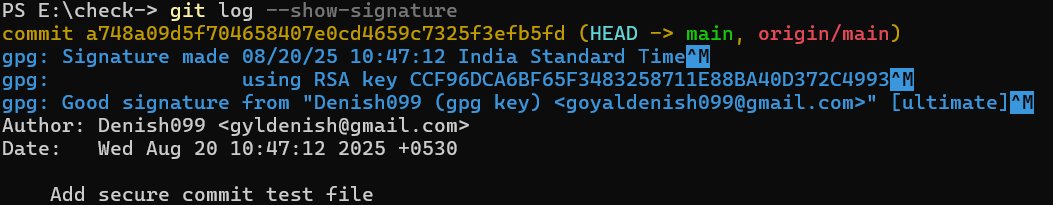 PS E:\check-> git log --show-signature
commit a748a09d5f704658407e0cd4659c7325f3efb5fd (HEAD -> main, origin/main)
gpg: Signature made 08/20/25 10:47:12 India Standard Time^M
gpg:                using RSA key CCF96DCA6BF65F3483258711E88BA40D372C4993^M
gpg: Good signature from "Denish099 (gpg key) <goyaldenish099@gmail.com>" [ultimate]^M
Author: Denish099 <gyldenish@gmail.com>
Date:   Wed Aug 20 10:47:12 2025 +0530
    Add secure commit test file